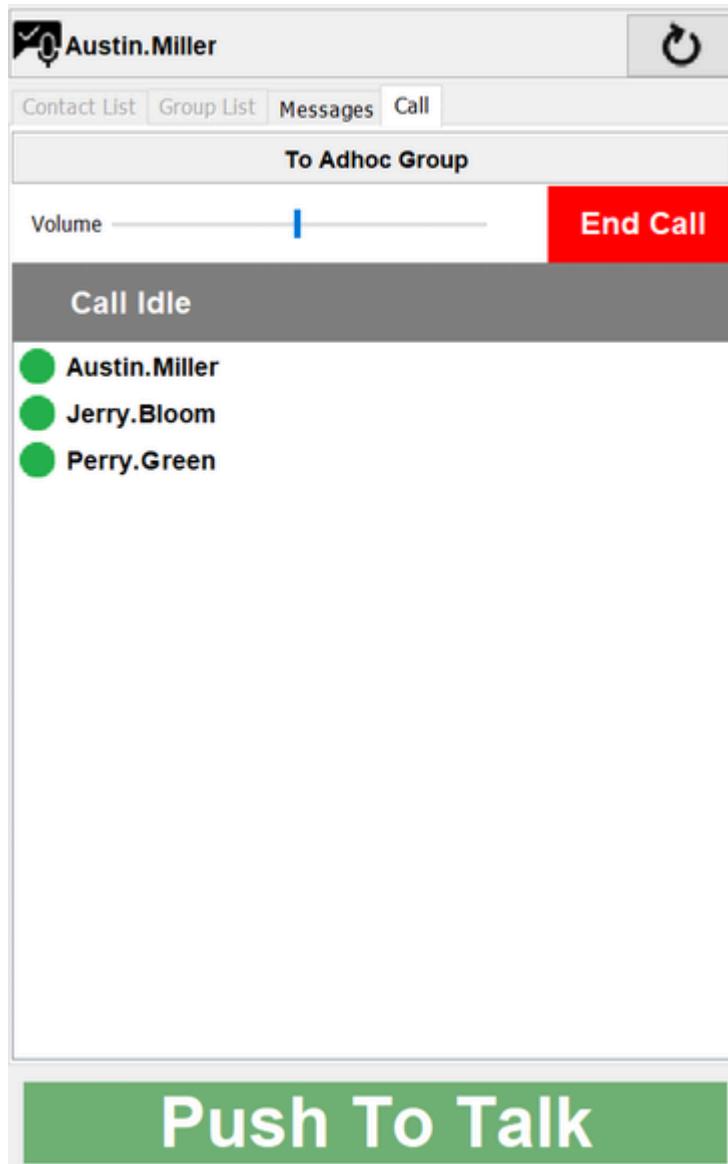 Austin.Miller
Contact List Group List Messages Call
To Adhoc Group
Volume End Call
Call Idle
Austin.Miller
Jerry.Bloom
Perry.Green
Push To Talk